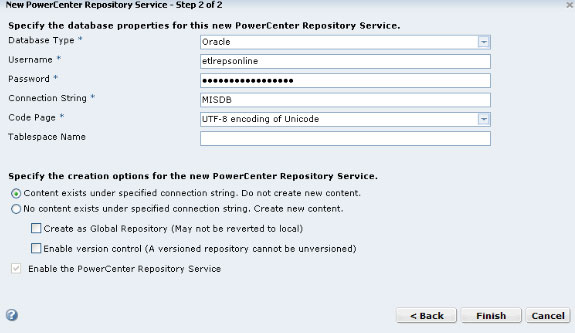 New PowerCenter Repository Service - Step 2 of 2
Specify the database properties for this new PowerCenter Repository Service.
Database Type * Oracle
Username * etlrepsonline
Password * •••••••••••••••••
Connection String * MISDB
Code Page * UTF-8 encoding of Unicode
Tablespace Name
Specify the creation options for the new PowerCenter Repository Service.
Content exists under specified connection string. Do not create new content.
No content exists under specified connection string. Create new content.
Create as Global Repository (May not be reverted to local)
Enable version control (A versioned repository cannot be unversioned)
Enable the PowerCenter Repository Service
? < Back Finish Cancel